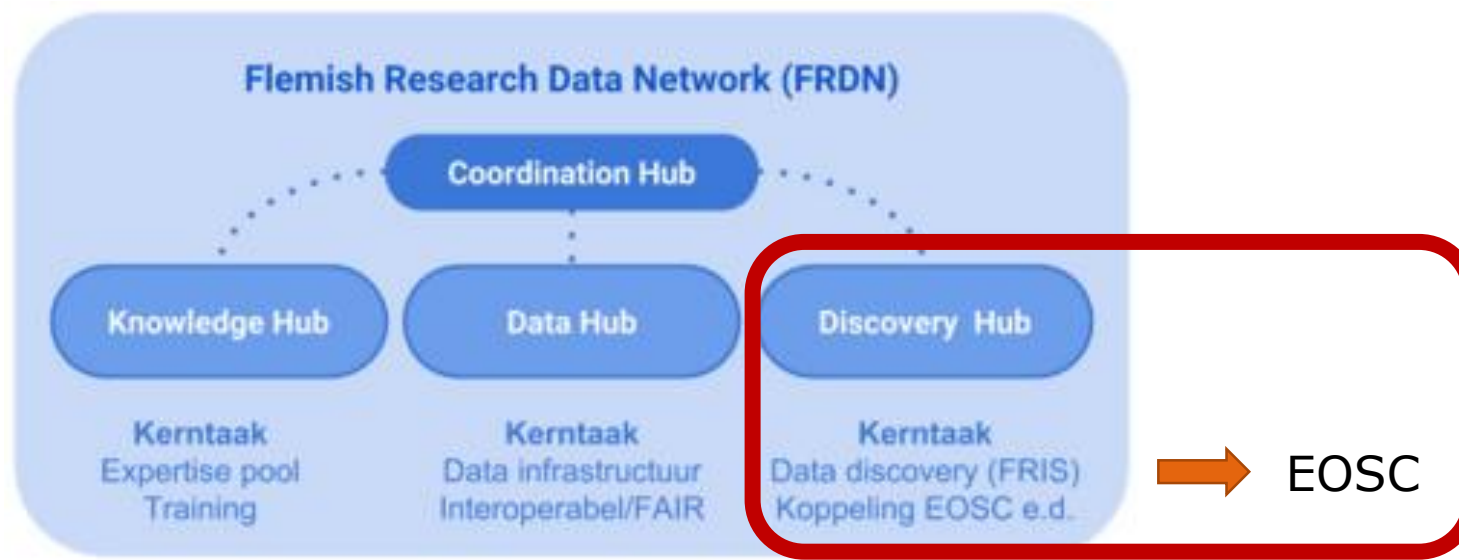 Flemish Research Data Network (FRDN)
Coordination Hub
Knowledge Hub
Data Hub
Discovery Hub
Kerntaak
Expertise pool
Training
Kerntaak
Data infrastructuur
Interoperabel/FAIR
Kerntaak
Data discovery (FRIS)
Koppeling EOSC e.d.
EOSC